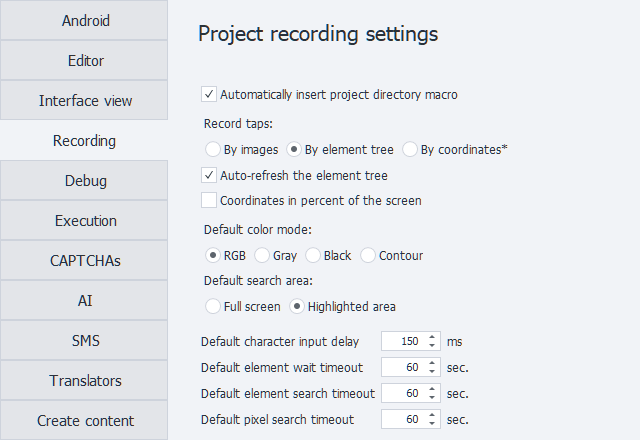 Android
Editor
Interface view
Recording
Debug
Execution
CAPTCHAs
AI
SMS
Translators
Create content
Project recording settings
Automatically insert project directory macro
Record taps:
By images By element tree By coordinates*
Auto-refresh the element tree
Coordinates in percent of the screen
Default color mode:
RGB Gray Black Contour
Default search area:
Full screen Highlighted area
Default character input delay 150 ms
Default element wait timeout 60 sec.
Default element search timeout 60 sec.
Default pixel search timeout 60 sec.